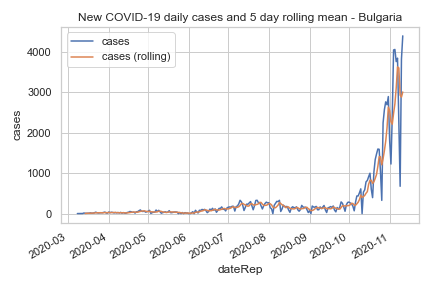 New COVID-19 daily cases and 5 day rolling mean - Bulgaria
cases
cases (rolling)
4000
3000
2000
1000
0
cases
2020-03
2020-04
2020-05
2020-06
2020-07
2020-08
2020-09
2020-10
2020-11
dateRep